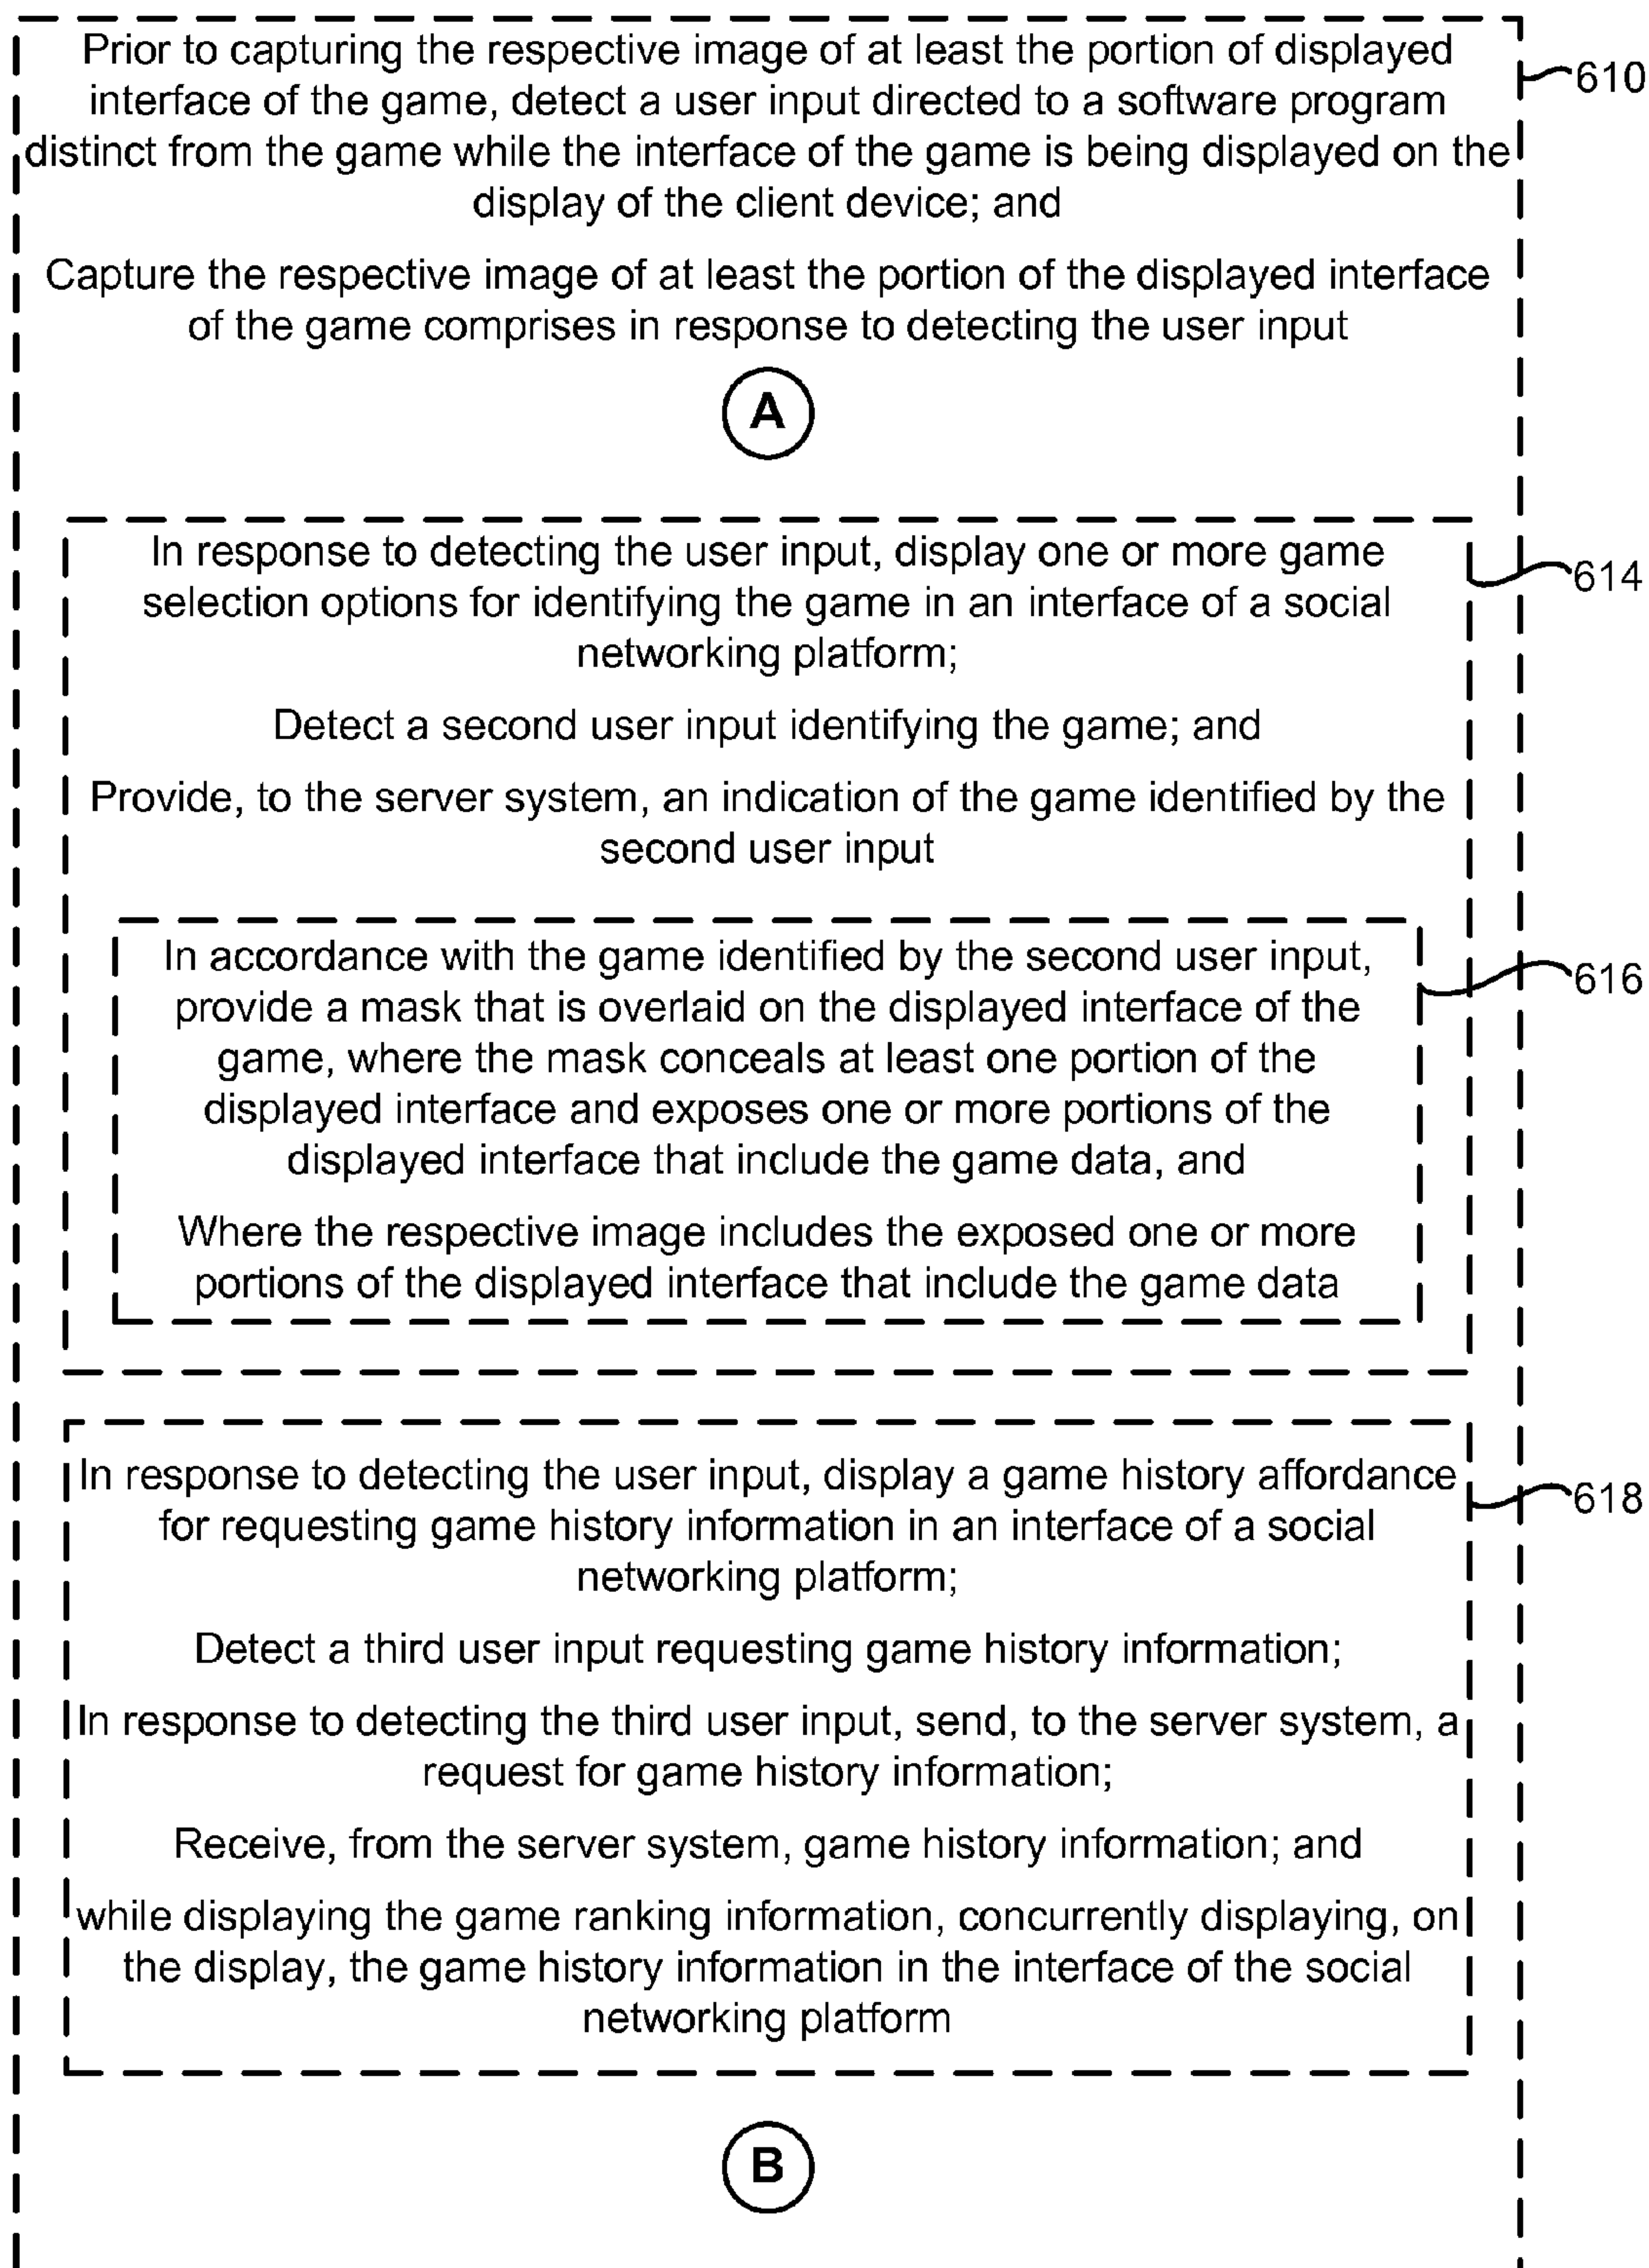 Prior to capturing the respective image of at least the portion of displayed
interface of the game, detect a user input directed to a software program
distinct from the game while the interface of the game is being displayed on the
display of the client device; and
610
Capture the respective image of at least the portion of the displayed interface
of the game comprises in response to detecting the user input
A
In response to detecting the user input, display one or more game
selection options for identifying the game in an interface of a social
networking platform;
614
Detect a second user input identifying the game; and
Provide, to the server system, an indication of the game identified by the
second user input
In accordance with the game identified by the second user input,
provide a mask that is overlaid on the displayed interface of the
game, where the mask conceals at least one portion of the
displayed interface and exposes one or more portions of the
displayed interface that include the game data, and
616
Where the respective image includes the exposed one or more
portions of the displayed interface that include the game data
In response to detecting the user input, display a game history affordance
for requesting game history information in an interface of a social
networking platform;
618
Detect a third user input requesting game history information;
In response to detecting the third user input, send, to the server system, a
request for game history information;
Receive, from the server system, game history information; and
while displaying the game ranking information, concurrently displaying, on
the display, the game history information in the interface of the social
networking platform
B